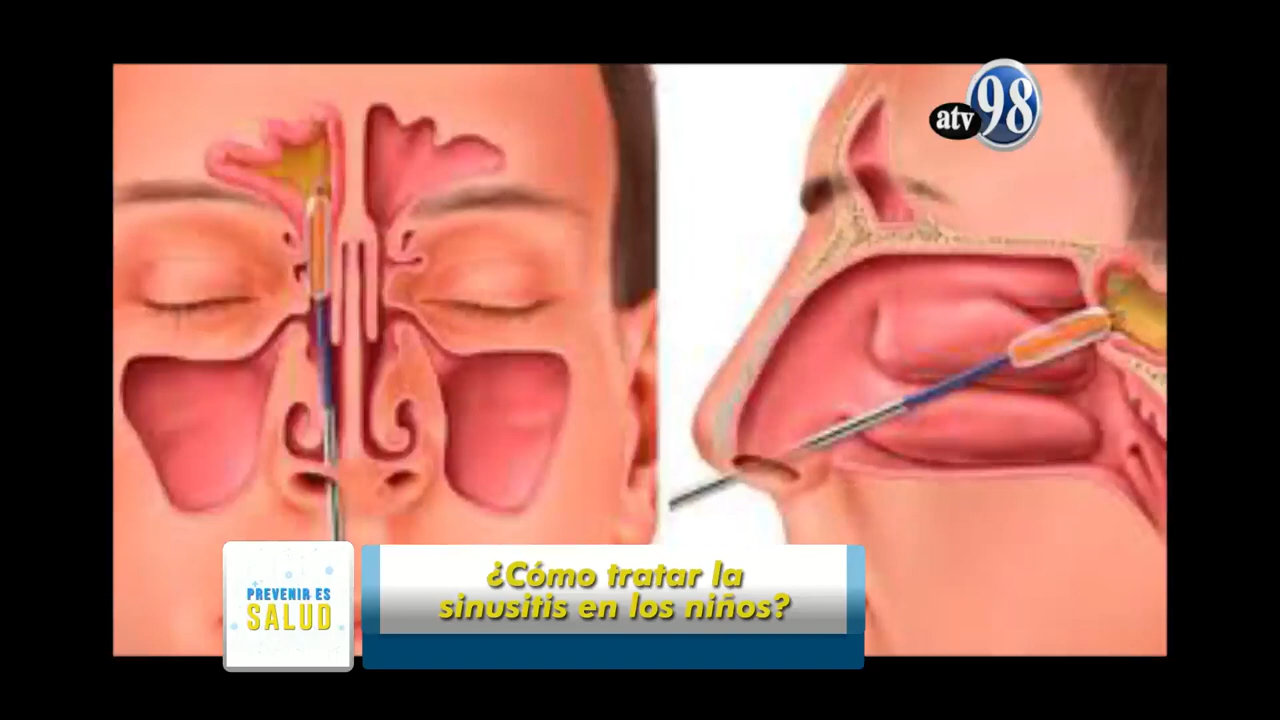 atv 98
¿Cómo tratar la
sinusitis en los niños?
PREVENIR ES
SALUD